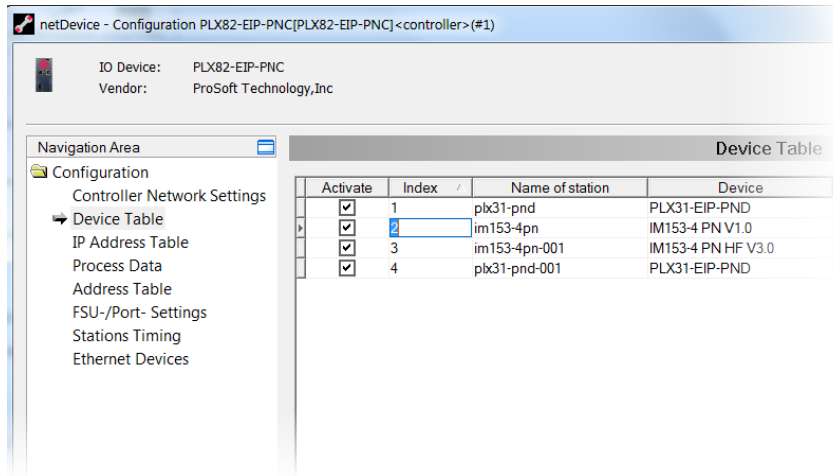 netDevice - Configuration PLX82-EIP-PNC[PLX82-EIP-PNC]<controller>(#1)
IO Device: PLX82-EIP-PNC
Vendor: ProSoft Technology,Inc
Navigation Area
Configuration
Controller Network Settings
Device Table
IP Address Table
Process Data
Address Table
FSU-/Port- Settings
Stations Timing
Ethernet Devices
Device Table
Activate Index Name of station Device
1 plx31-pnd PLX31-EIP-PND
2 im153-4pn IM153-4 PN V1.0
3 im153-4pn-001 IM153-4 PN HF V3.0
4 plx31-pnd-001 PLX31-EIP-PND